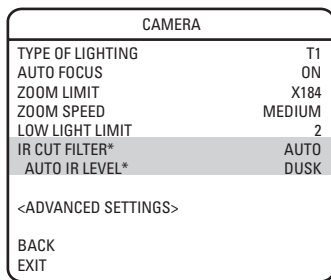 CAMERA
TYPE OF LIGHTING T1
AUTO FOCUS ON
ZOOM LIMIT X184
ZOOM SPEED MEDIUM
LOW LIGHT LIMIT 2
IR CUT FILTER* AUTO
AUTO IR LEVEL* DUSK
<ADVANCED SETTINGS>
BACK
EXIT